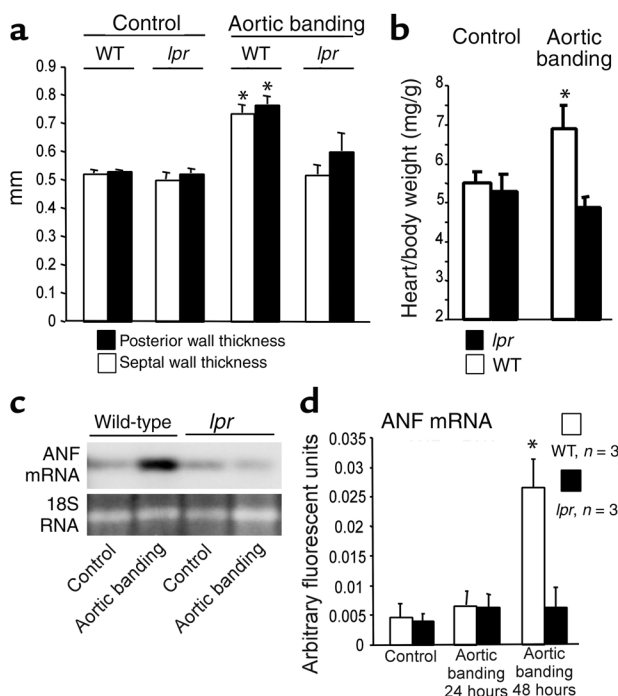 a
Control
Aortic banding
WT
lpr
WT
lpr
0.9
0.8
0.7
0.6
0.5
0.4
0.3
0.2
0.1
0
mm
*
*
Posterior wall thickness
Septal wall thickness
b
Control
Aortic
banding
8
7
6
5
4
3
2
Heart/body weight (mg/g)
*
lpr
WT
c
Wild-type
lpr
ANF
mRNA
18S
RNA
Control
Aortic banding
Control
Aortic banding
d
ANF mRNA
0.035
0.03
0.025
0.02
0.015
0.01
0.005
0
Arbitrary fluorescent units
*
WT, n = 3
lpr, n = 3
Control
Aortic
banding
24 hours
Aortic
banding
48 hours